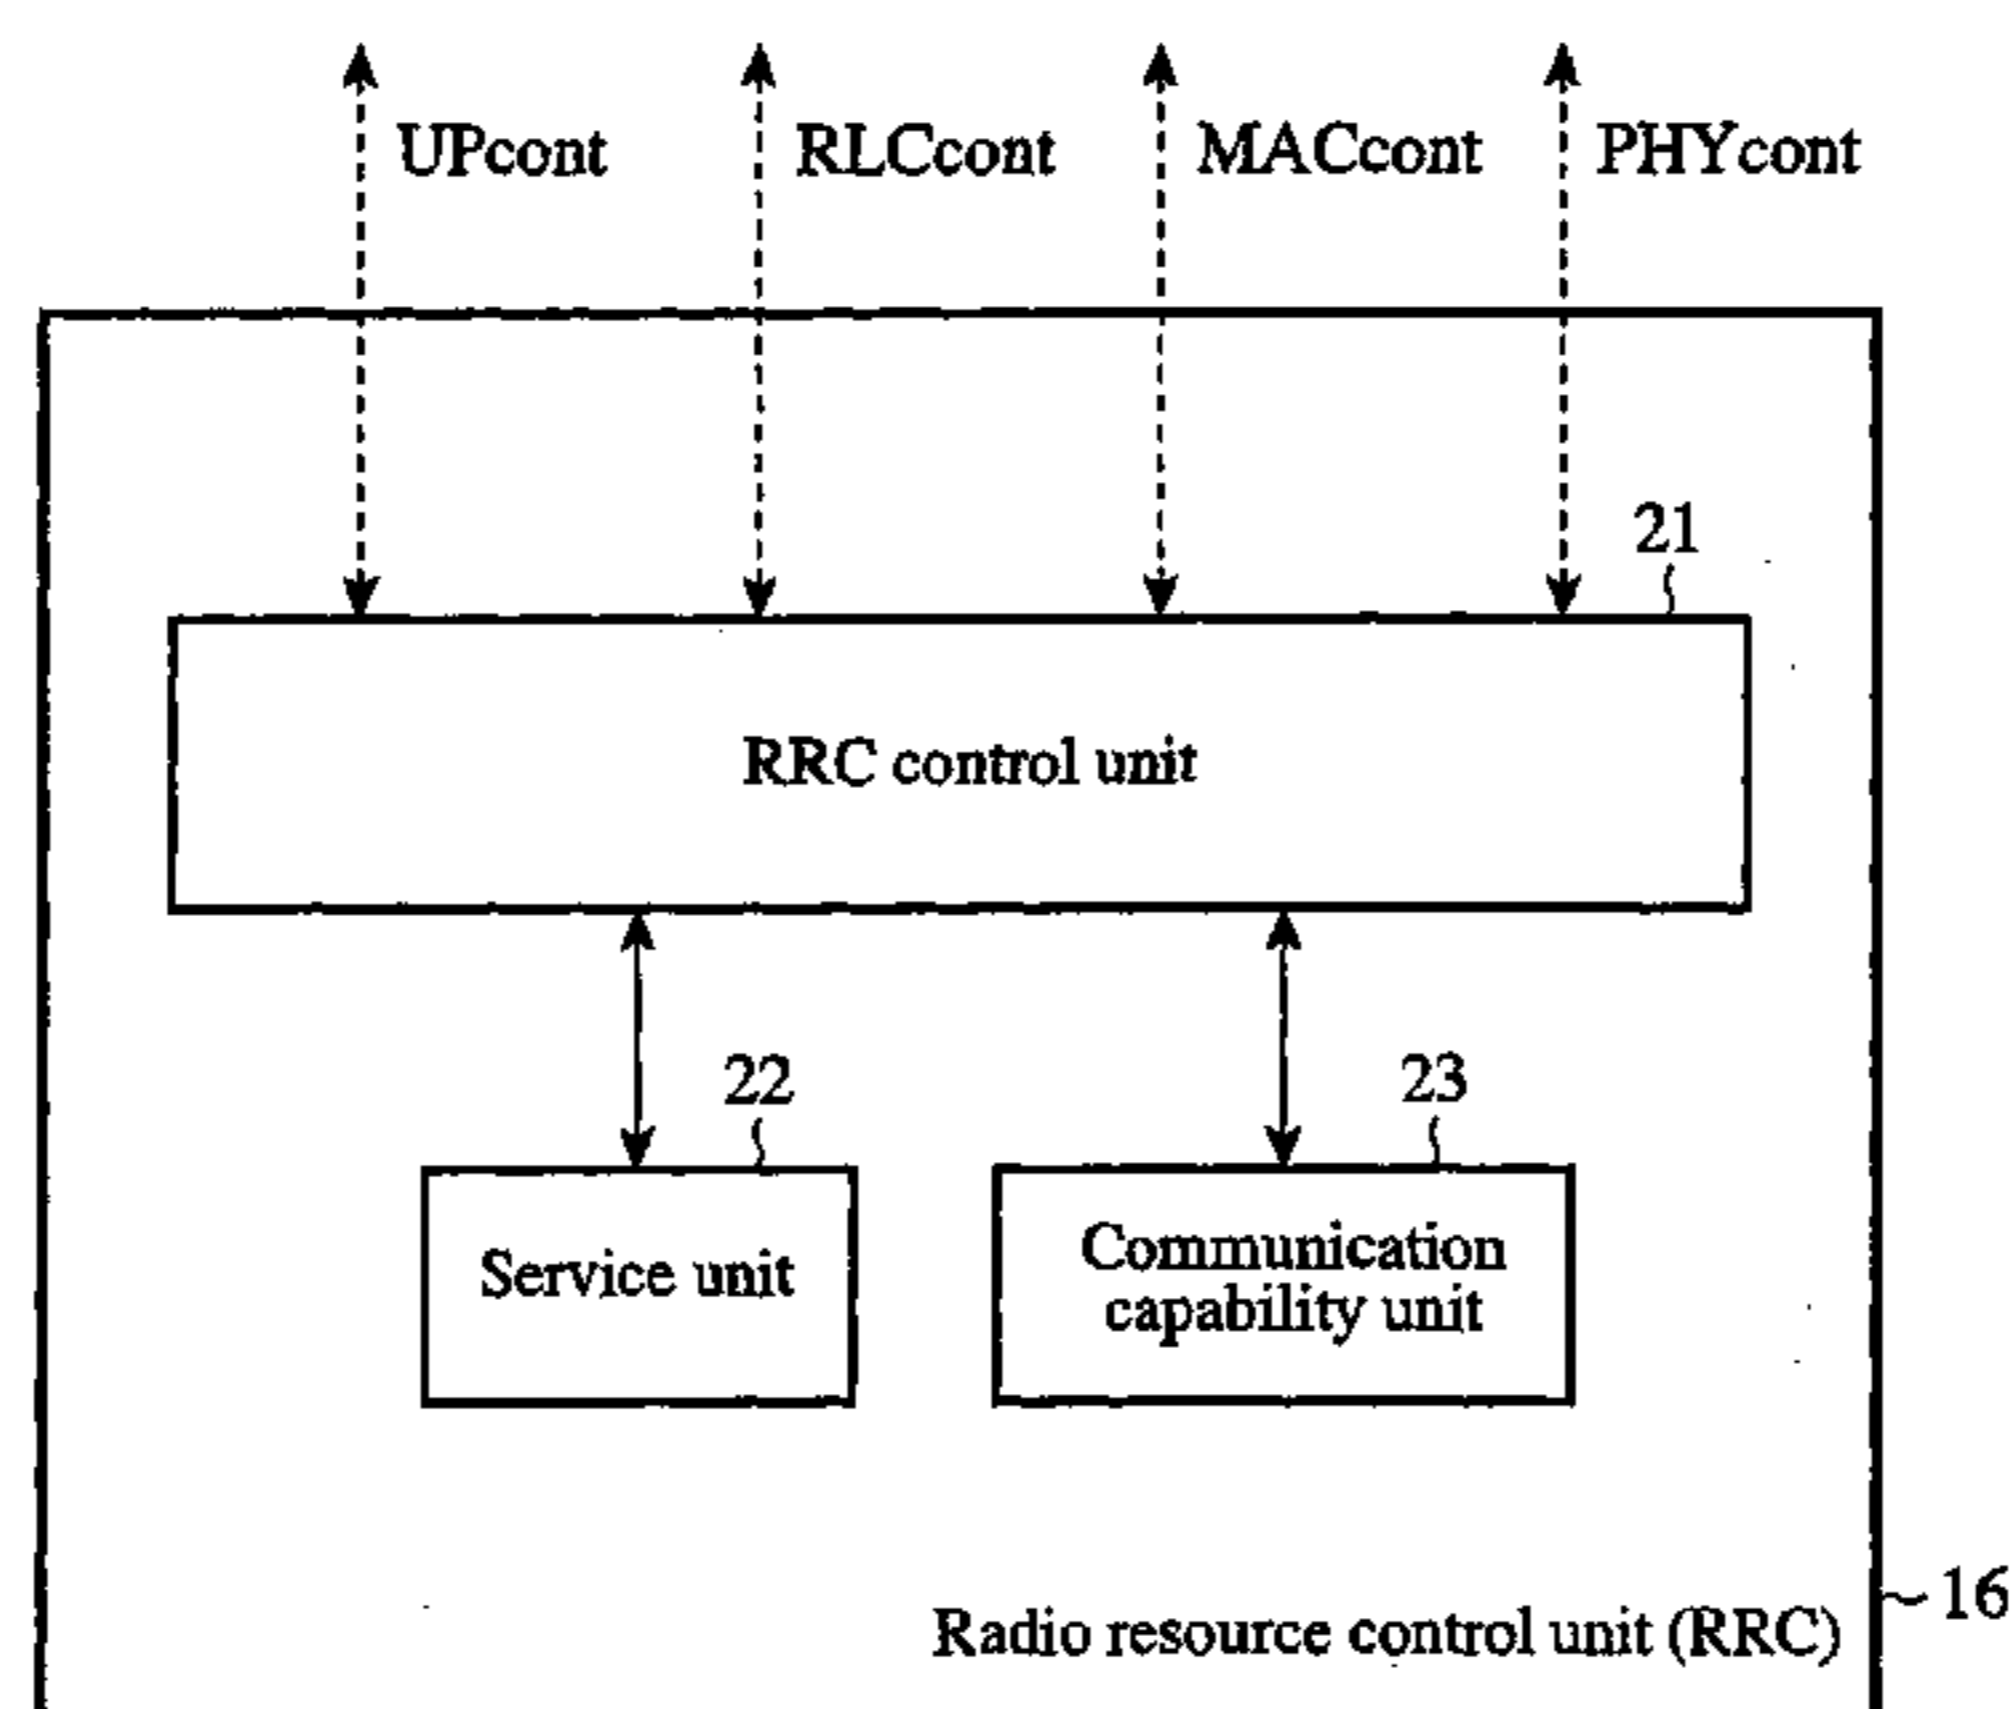 UPcont RLCcont MACcont PHYcont
21
RRC control unit
22
23
Service unit
Communication
capability unit
16
Radio resource control unit (RRC)